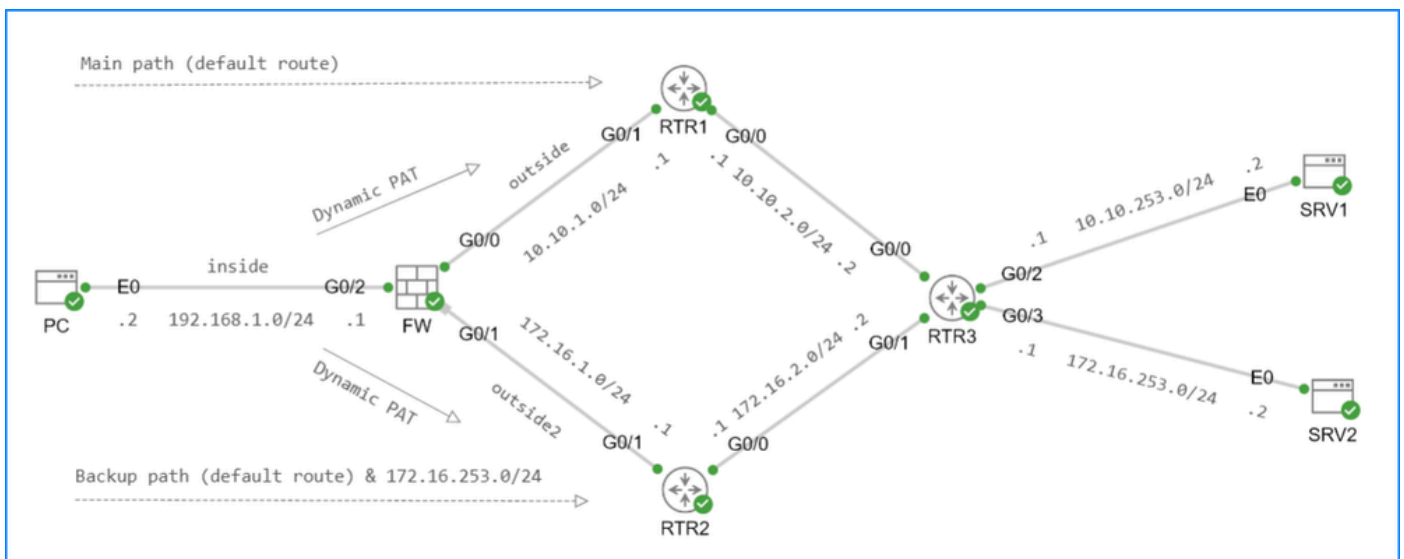 Main path (default route)
RTR1
G0/1
G0/0
outside
.1
.1
10.10.2.0/24
.2
Dynamic PAT
10.10.1.0/24
G0/0
G0/0
.2
10.10.253.0/24
E0
SRV1
.1
G0/2
inside
E0
G0/2
PC
.2
192.168.1.0/24
.1
FW
G0/1
172.16.1.0/24
.1
outside2
Dynamic PAT
G0/1
.1
172.16.2.0/24
.2
G0/1
G0/0
RTR3
G0/3
.1
172.16.253.0/24
E0
.2
SRV2
Backup path (default route) & 172.16.253.0/24
RTR2